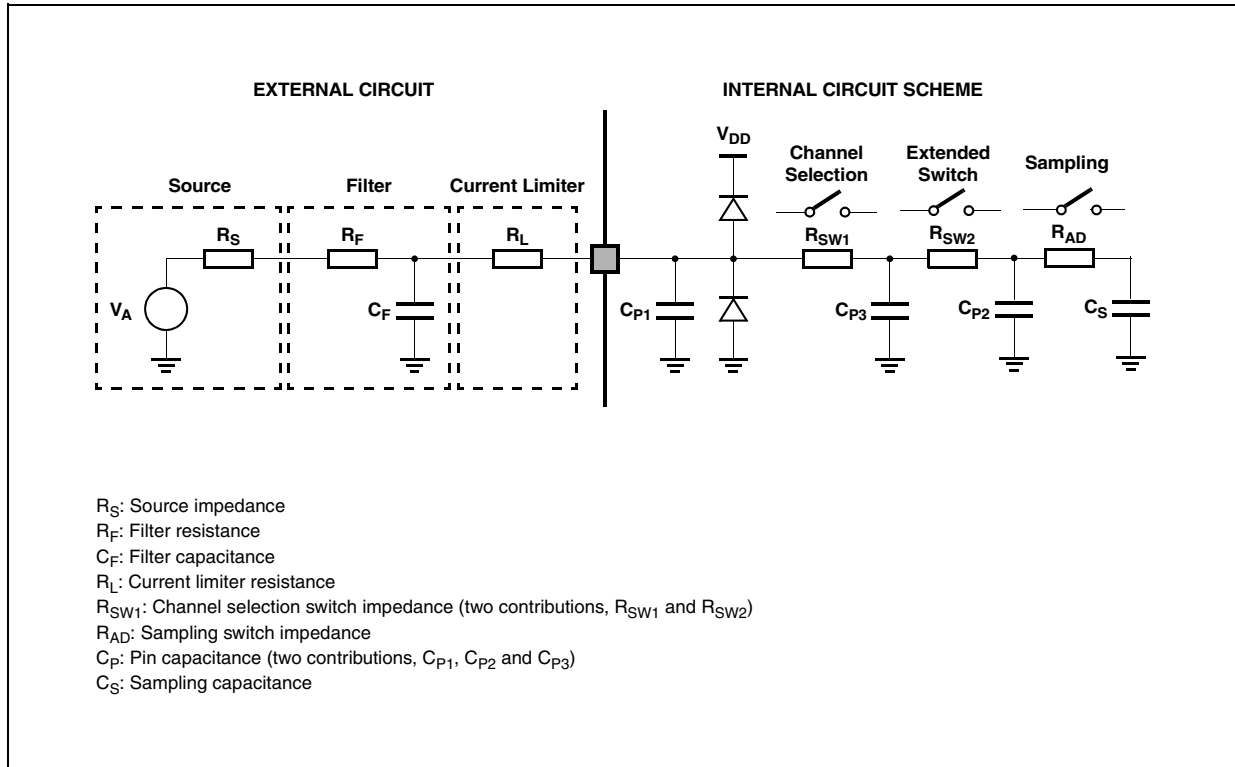 EXTERNAL CIRCUIT
INTERNAL CIRCUIT SCHEME
Source
Filter
Current Limiter
VDD
Channel
Selection
Extended
Switch
Sampling
RS
RF
RL
RSW1
RSW2
RAD
VA
CF
CP1
CP3
CP2
CS
RS: Source impedance
RF: Filter resistance
CF: Filter capacitance
RL: Current limiter resistance
RSW1: Channel selection switch impedance (two contributions, RSW1 and RSW2)
RAD: Sampling switch impedance
CP: Pin capacitance (two contributions, CP1, CP2 and CP3)
CS: Sampling capacitance